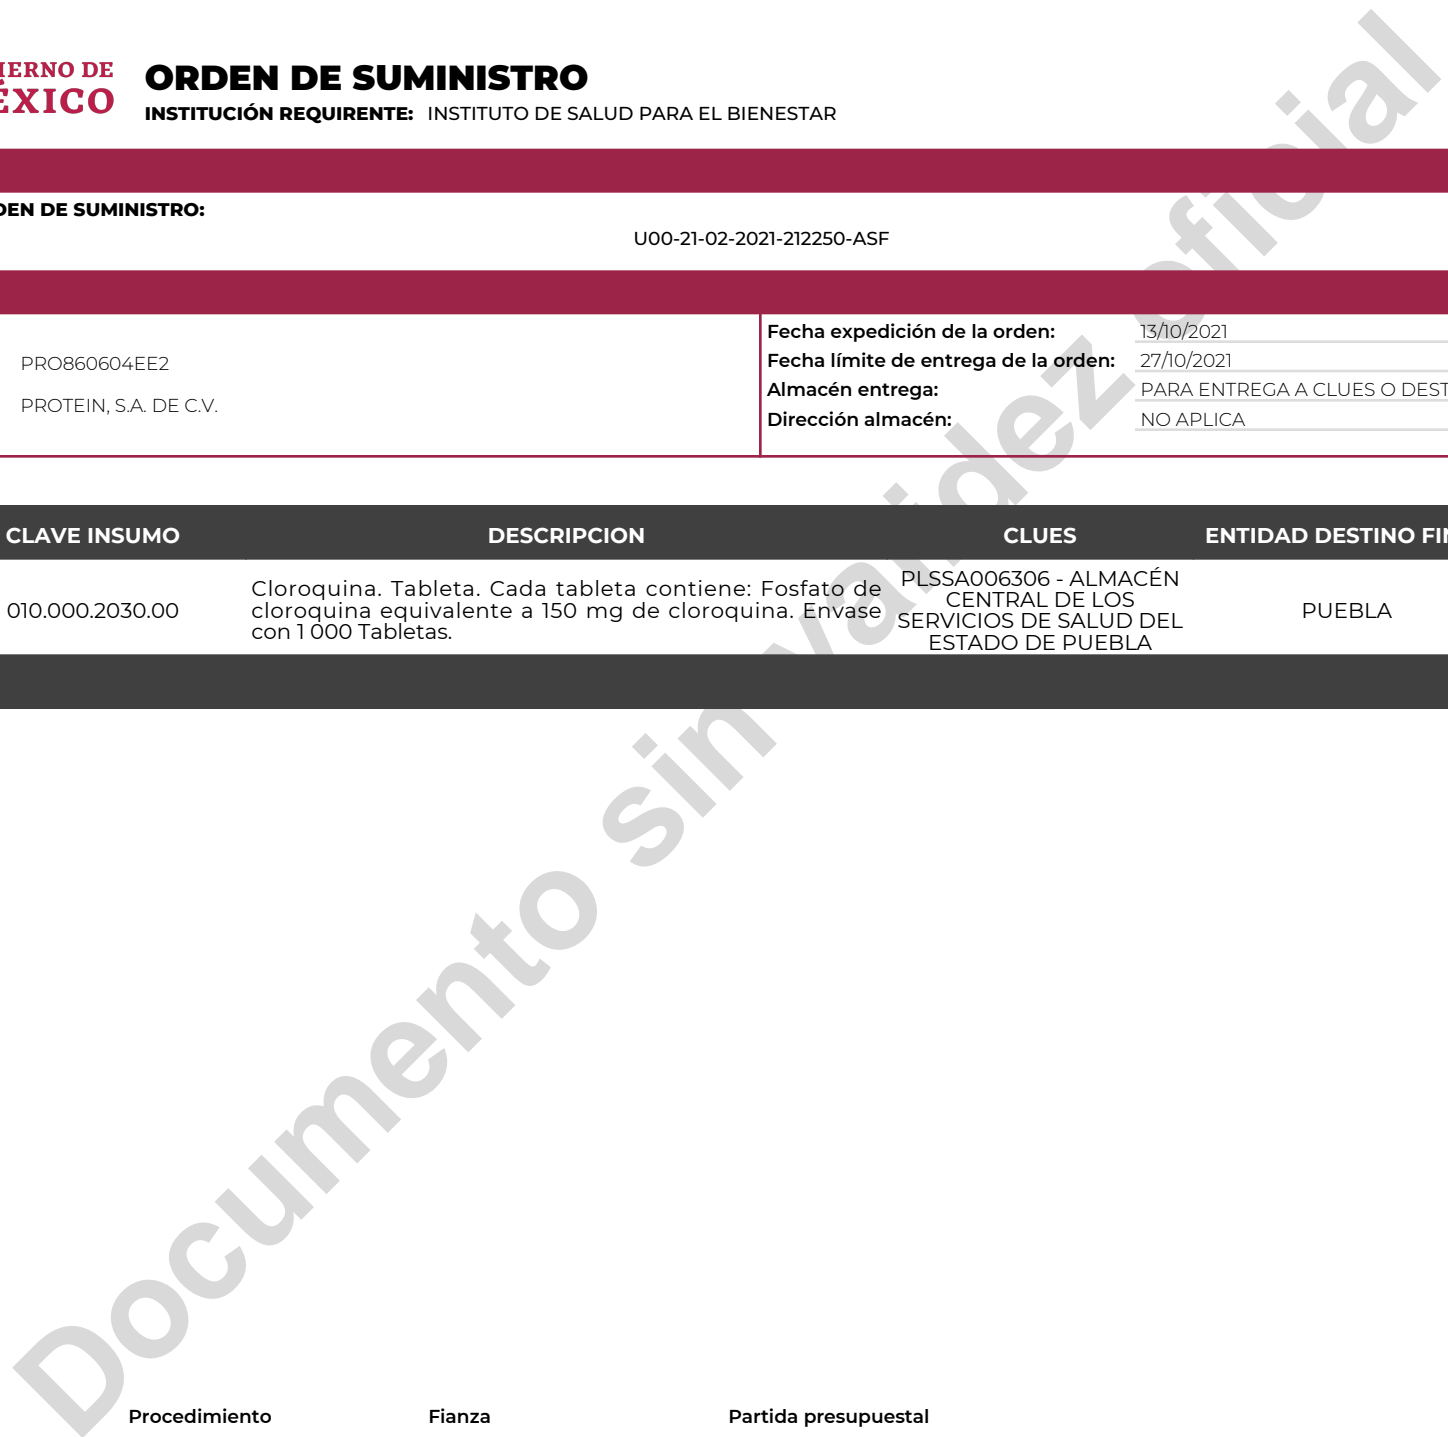 IERNO DE
ÉXICO
ORDEN DE SUMINISTRO
INSTITUCIÓN REQUIRENTE: INSTITUTO DE SALUD PARA EL BIENESTAR
DEN DE SUMINISTRO:
U00-21-02-2021-212250-ASF
PRO860604EE2
PROTEIN, S.A. DE C.V.
Fecha expedición de la orden: 13/10/2021
Fecha límite de entrega de la orden: 27/10/2021
Almacén entrega: PARA ENTREGA A CLUES O DEST
Dirección almacén: NO APLICA
CLAVE INSUMO DESCRIPCION CLUES ENTIDAD DESTINO FIN
010.000.2030.00
Cloroquina. Tableta. Cada tableta contiene: Fosfato de
cloroquina equivalente a 150 mg de cloroquina. Envase
con 1 000 Tabletas.
PLSSA006306 - ALMACÉN
CENTRAL DE LOS
SERVICIOS DE SALUD DEL
ESTADO DE PUEBLA
PUEBLA
Documento sin validez oficial
Procedimiento Fianza Partida presupuestal